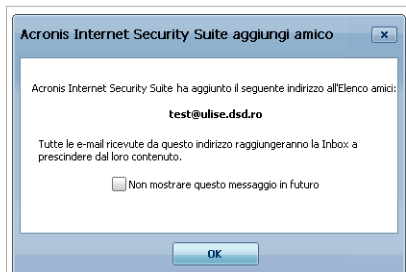 Acronis Internet Security Suite aggiungi amico
Acronis Internet Security Suite ha aggiunto il seguente indirizzo all'Elenco amici:
test@ulise.dsd.ro
Tutte le e-mail ricevute da questo indirizzo raggiungeranno la Inbox a
prescindere dal loro contenuto.
Non mostrare questo messaggio in futuro
OK